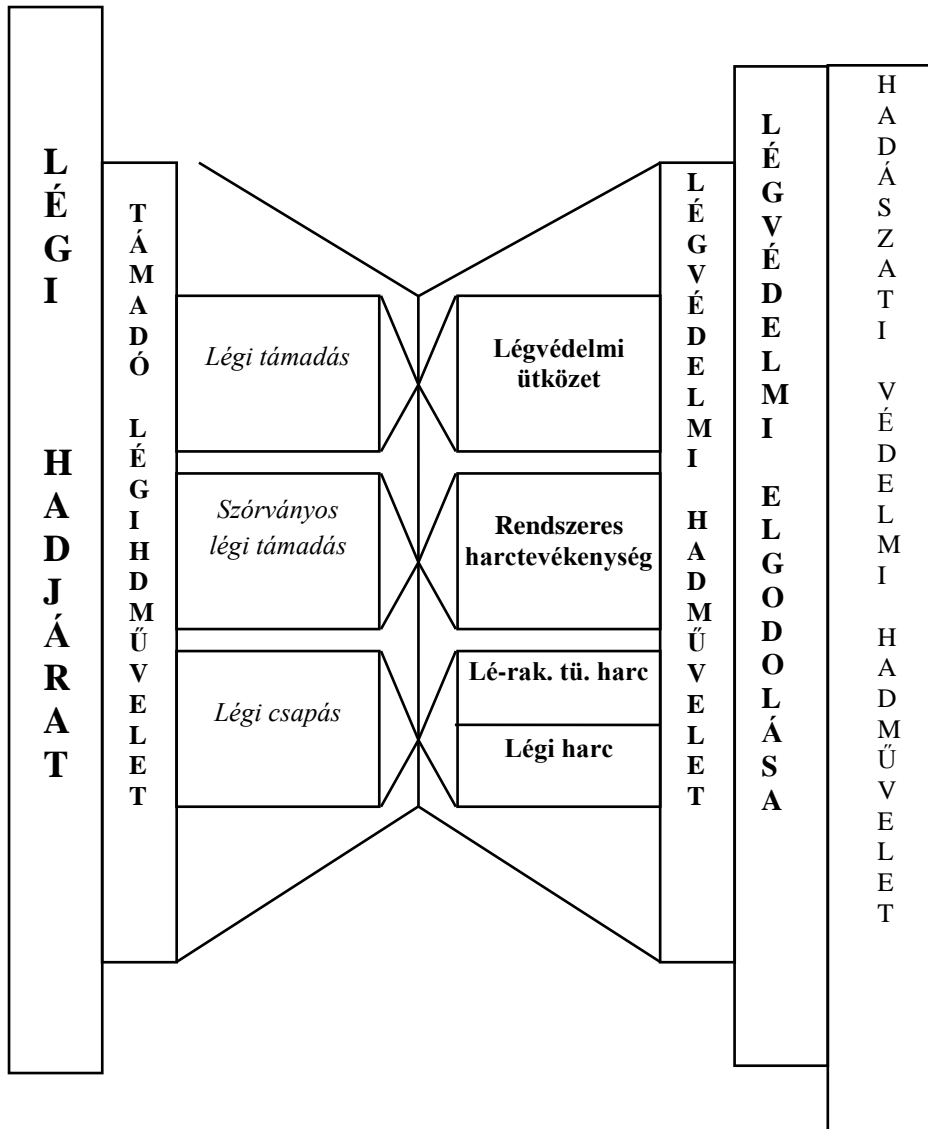 LÉGI HADJÁRAT
TÁMADÓ LÉGIHDMŰVELET
Légi támadás
Szórványos
légi támadás
Légi csapás
Légvédelmi
ütközet
Rendszeres
harctevékenység
Lé-rak. tü. harc
Légi harc
LÉGVÉDELMI HADMŰVELET
LÉGVÉDELMI ELGODOLÁSA
HADÁSZATI VÉDELMI HADMŰVELET